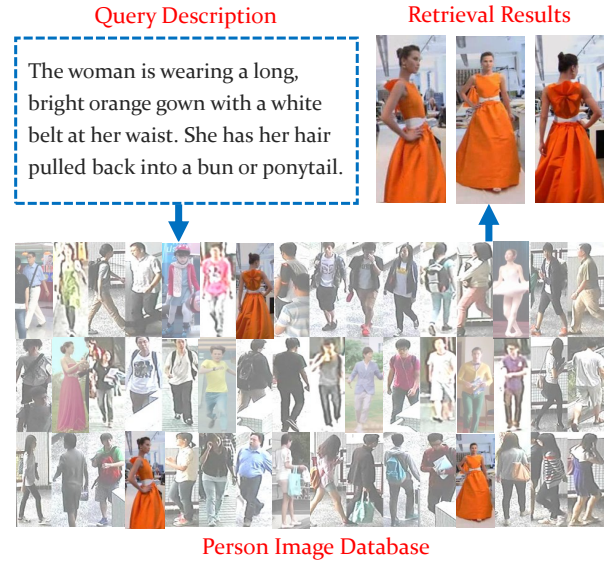 Query Description
Retrieval Results
The woman is wearing a long,
bright orange gown with a white
belt at her waist. She has her hair
pulled back into a bun or ponytail.
Person Image Database